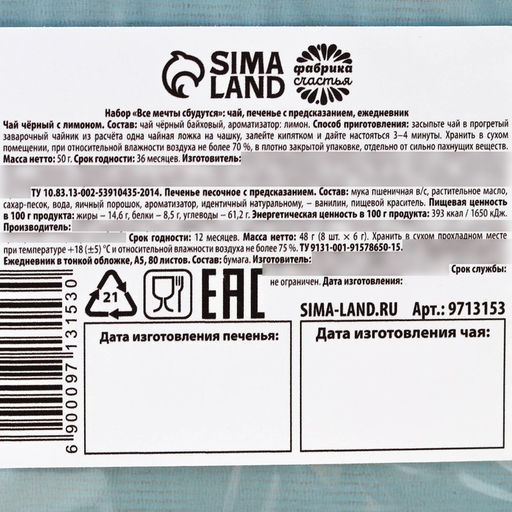 SIMA LAND
фабрика счастья
Набор «Все мечты сбудутся»: чай, печенье с предсказанием, ежедневник
Чай чёрный с лимоном. Состав: чай чёрный байховый, ароматизатор: лимон. Способ приготовления: засыпьте чай в прогретый
заварочный чайник из расчёта одна чайная ложка на чашку, залейте кипятком и дайте настояться 3–4 минуты. Хранить в сухом
помещении, при относительной влажности воздуха не более 70 %, в плотно закрытой упаковке, отдельно от сильно пахнущих веществ.
Масса нетто: 50 г. Срок годности: 36 месяцев. Изготовитель:
ТУ 10.83.13-002-53910435-2014. Печенье песочное с предсказанием. Состав: мука пшеничная в/с, растительное масло,
сахар-песок, вода, яичный порошок, ароматизатор, идентичный натуральному, – ванилин, пищевой краситель. Пищевая ценность
в 100 г продукта: жиры – 14,6 г, белки – 8,5 г, углеводы – 61,2 г. Энергетическая ценность в 100 г продукта: 393 ккал / 1650 кДж.
Производитель:
Срок годности: 12 месяцев. Масса нетто: 48 г (8 шт. × 6 г). Хранить в сухом прохладном месте
при температуре +18 (±5) °C и относительной влажности воздуха не более 75 %. ТУ 9131-001-91578650-15.
Ежедневник в тонкой обложке, А5, 80 листов. Состав: бумага. Изготовитель:
Срок службы:
не ограничен. Дата изготовления:
21
EAC
SIMA-LAND.RU Арт.: 9713153
Дата изготовления печенья:
Дата изготовления чая:
6 900097 131530